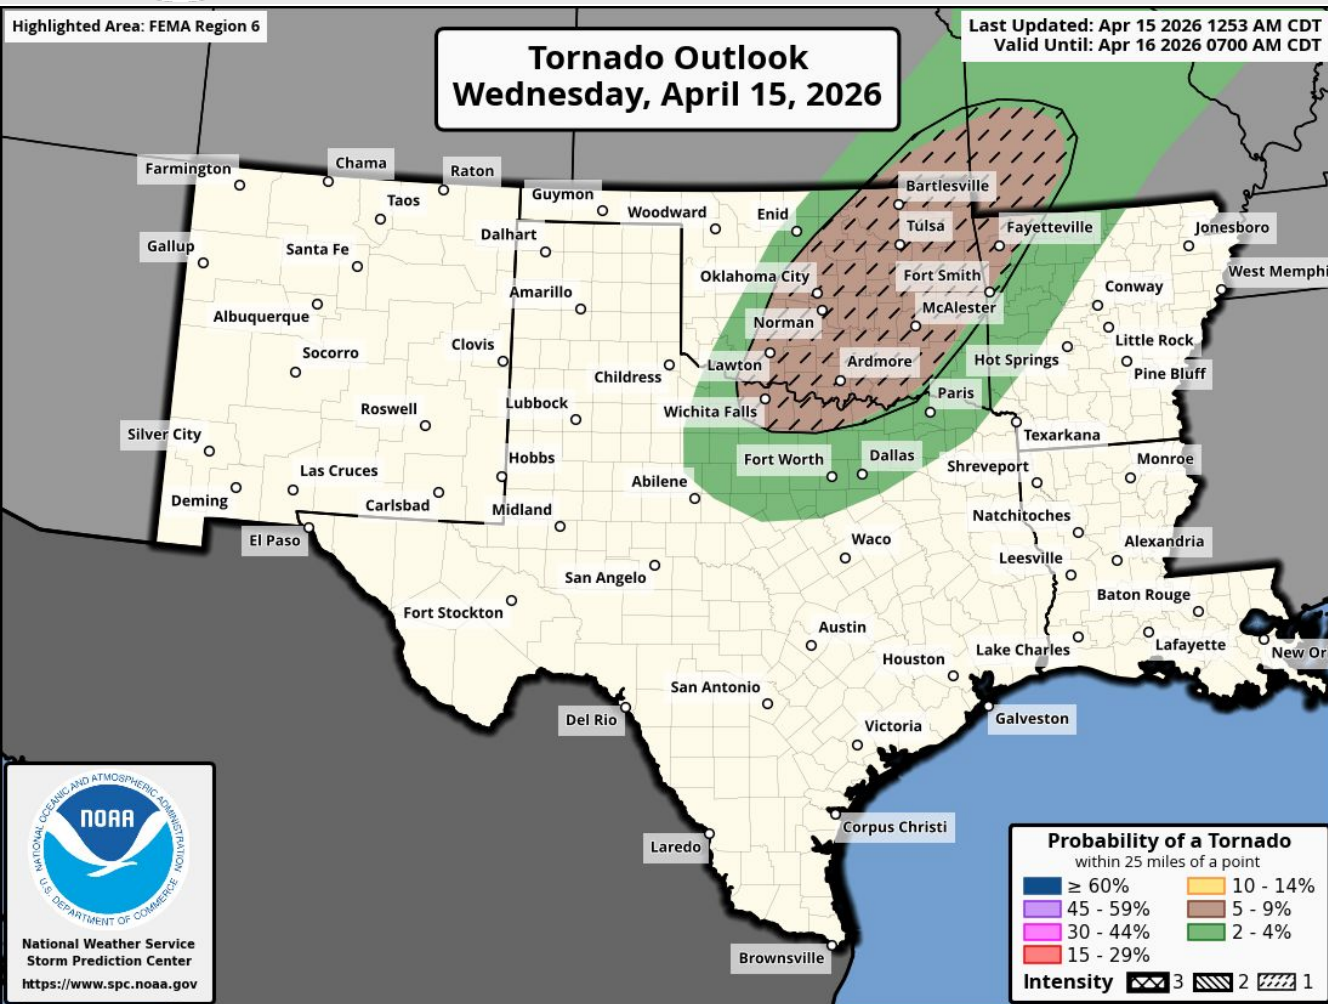 Highlighted Area: FEMA Region 6
Last Updated: Apr 15 2026 1253 AM CDT
Valid Until: Apr 16 2026 0700 AM CDT
Tornado Outlook
Wednesday, April 15, 2026
Farmington
Chama
Raton
Taos
Guymon
Woodward
Enid
Bartlesville
Gallup
Santa Fe
Dalhart
Tulsa
Fayetteville
Jonesboro
Oklahoma City
Fort Smith
West Memphi
Amarillo
Conway
Albuquerque
Norman
McAlester
Socorro
Clovis
Childress
Lawton
Ardmore
Hot Springs
Little Rock
Pine Bluff
Roswell
Lubbock
Wichita Falls
Paris
Silver City
Texarkana
Las Cruces
Hobbs
Fort Worth
Dallas
Shreveport
Monroe
Deming
Carlsbad
Midland
Abilene
Natchitoches
El Paso
Waco
Leesville
Alexandria
San Angelo
Baton Rouge
Fort Stockton
Austin
Lake Charles
Lafayette
New Or
Houston
San Antonio
Del Rio
Galveston
Victoria
Corpus Christi
Laredo
Brownsville
NATIONAL OCEANIC AND ATMOSPHERIC ADMINISTRATION
NOAA
U.S. DEPARTMENT OF COMMERCE
National Weather Service
Storm Prediction Center
https://www.spc.noaa.gov
Probability of a Tornado
within 25 miles of a point
≥ 60%
45 - 59%
30 - 44%
15 - 29%
10 - 14%
5 - 9%
2 - 4%
Intensity 3 2 1